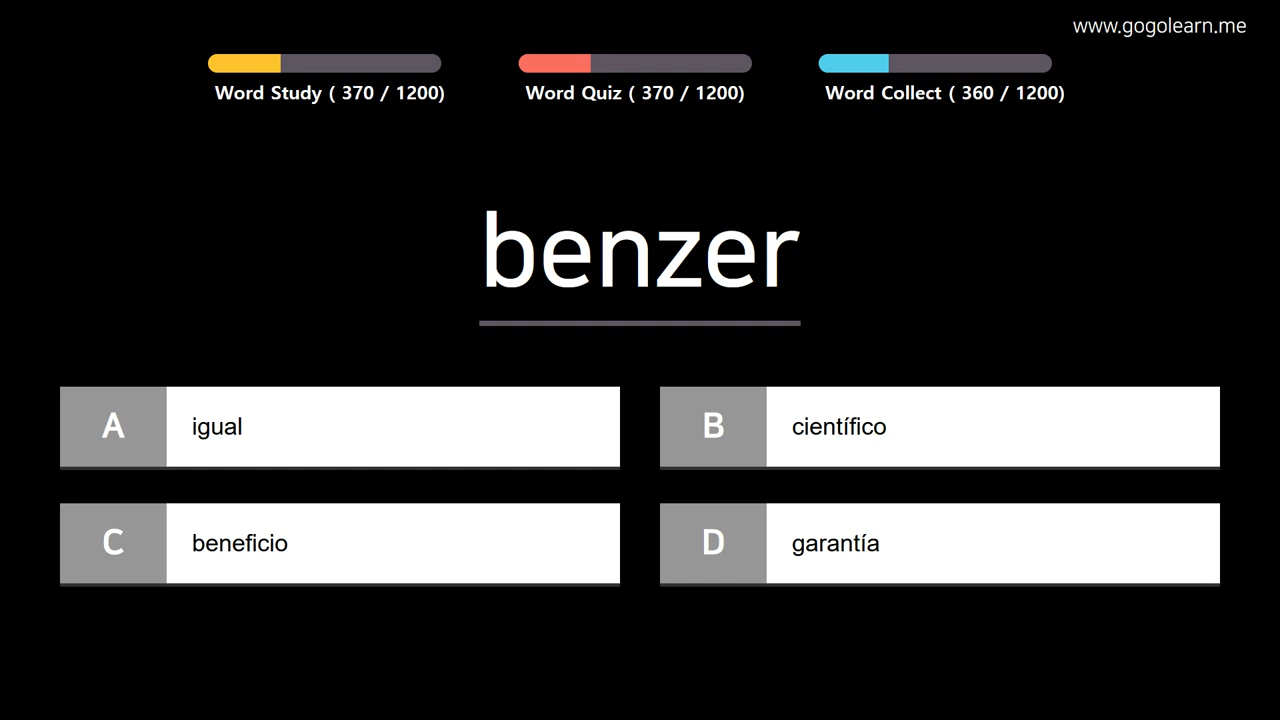 www.gogolearn.me
Word Study ( 370 / 1200)
Word Quiz ( 370 / 1200)
Word Collect ( 360 / 1200)
benzer
A igual
B científico
C beneficio
D garantía